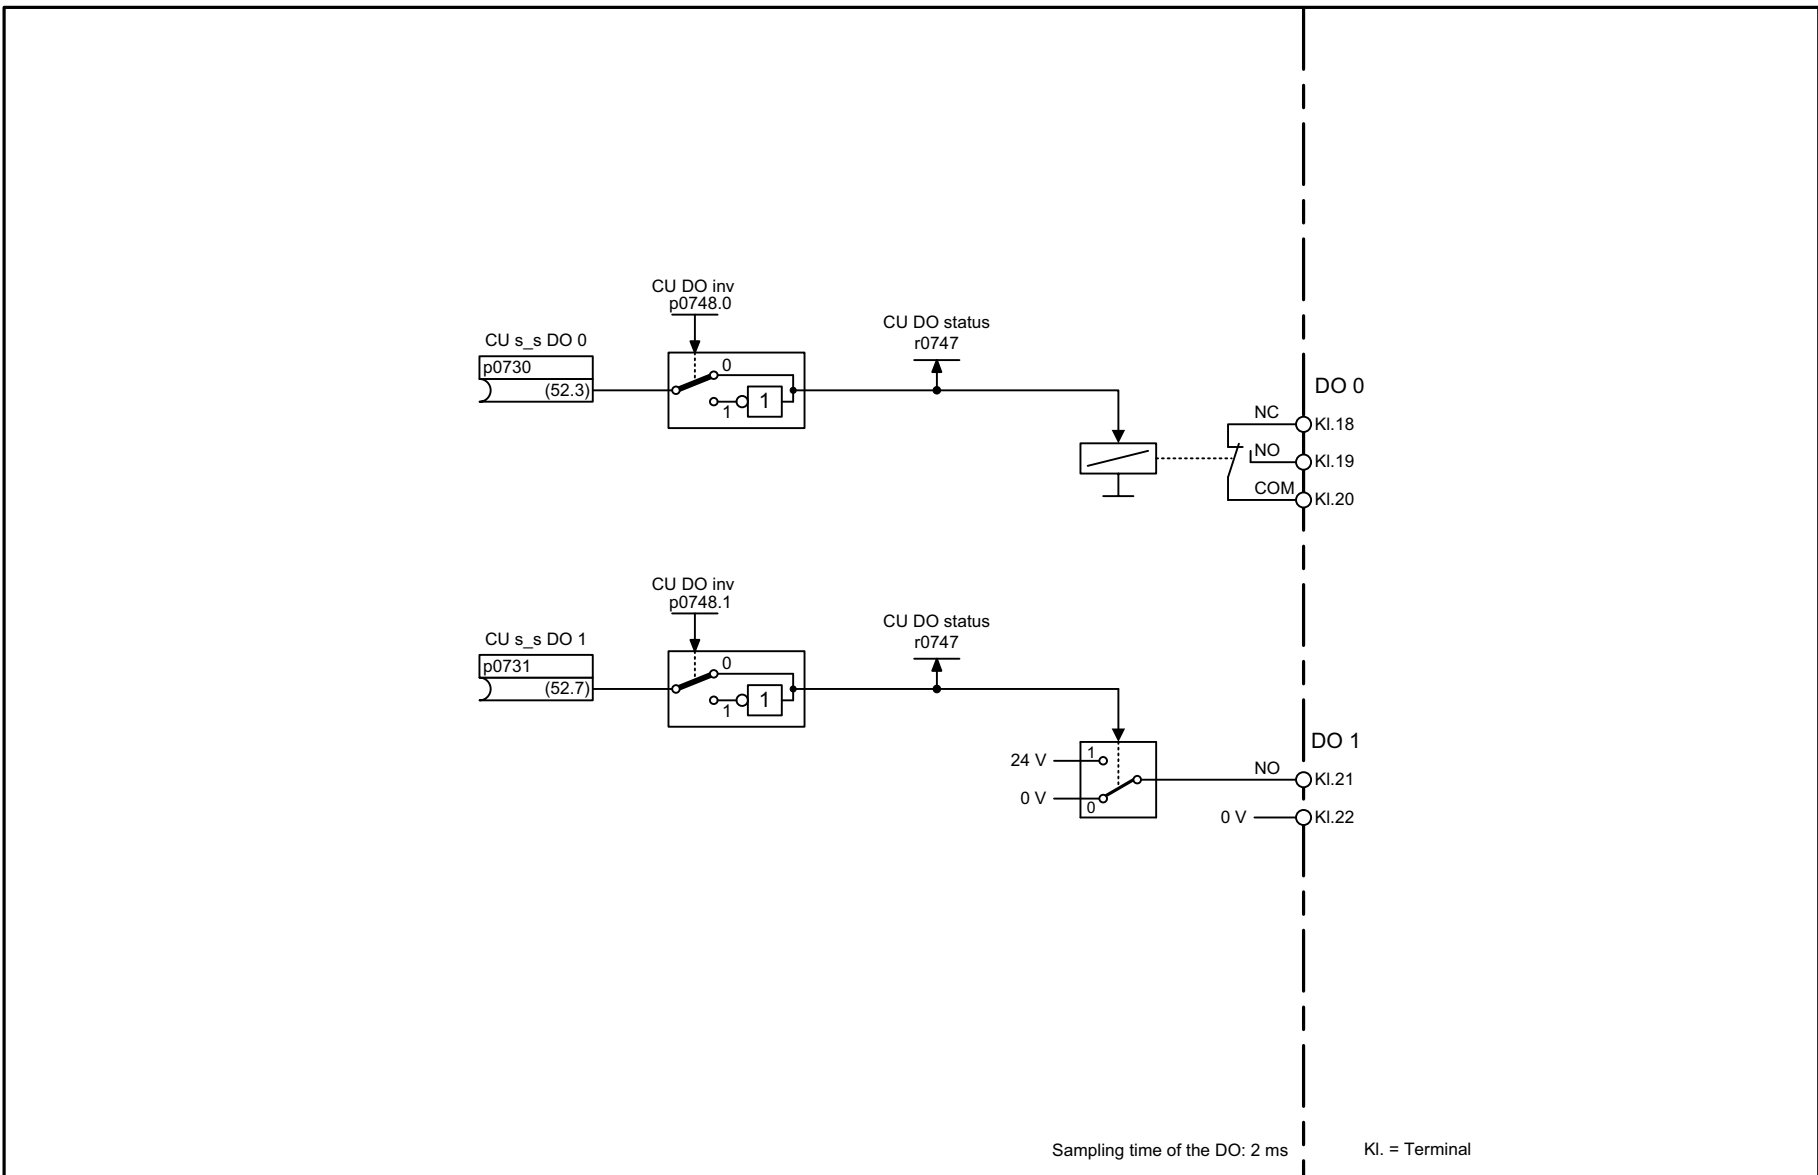 CU DO inv
p0748.0
CU s_s DO 0
p0730
(52.3)
0
1
1
CU DO status
r0747
DO 0
NC
Kl.18
NO
Kl.19
COM
Kl.20
CU DO inv
p0748.1
CU s_s DO 1
p0731
(52.7)
0
1
1
CU DO status
r0747
DO 1
24 V
1
0 V
0
NO
Kl.21
0 V
Kl.22
Sampling time of the DO: 2 ms
Kl. = Terminal